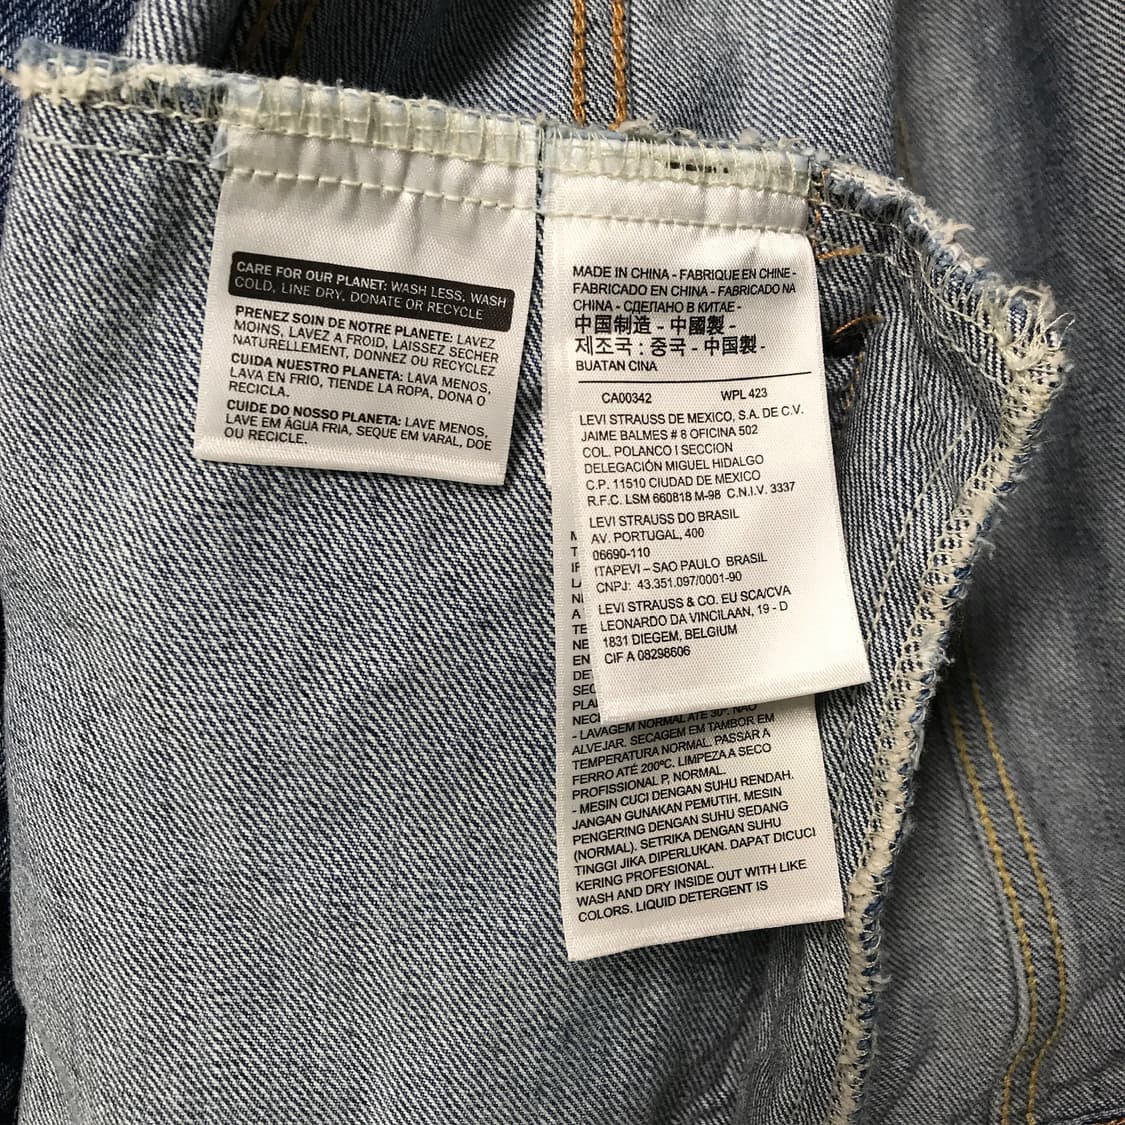 CARE FOR OUR PLANET: WASH LESS, WASH
COLD, LINE DRY, DONATE OR RECYCLE
PRENEZ SOIN DE NOTRE PLANETE: LAVEZ
MOINS, LAVEZ A FROID, LAISSEZ SECHER
NATURELLEMENT, DONNEZ OU RECYCLEZ
CUIDA NUESTRO PLANETA: LAVA MENOS,
LAVA EN FRIO, TIENDE LA ROPA, DONA O
RECICLA.
CUIDE DO NOSSO PLANETA: LAVE MENOS,
LAVE EM ÁGUA FRIA, SEQUE EM VARAL, DOE
OU RECICLE.
MADE IN CHINA - FABRIQUE EN CHINE -
FABRICADO EN CHINA - FABRICADO NA
CHINA - СДЕЛАНО В КИТАЕ -
中国制造 - 中國製 -
제조국 : 중국 - 中国製 -
BUATAN CINA
CA00342 WPL 423
LEVI STRAUSS DE MEXICO, S.A. DE C.V.
JAIME BALMES # 8 OFICINA 502
COL. POLANCO I SECCION
DELEGACIÓN MIGUEL HIDALGO
C.P. 11510 CIUDAD DE MEXICO
R.F.C. LSM 660818 M-98 C.N.I.V. 3337
LEVI STRAUSS DO BRASIL
AV. PORTUGAL, 400
06690-110
ITAPEVI – SAO PAULO BRASIL
CNPJ: 43.351.097/0001-90
LEVI STRAUSS & CO. EU SCA/CVA
LEONARDO DA VINCILAAN, 19 - D
1831 DIEGEM, BELGIUM
CIF A 08298606
- LAVAGEM NORMAL ATÉ 30º. NÃO
ALVEJAR. SECAGEM EM TAMBOR EM
TEMPERATURA NORMAL. PASSAR A
FERRO ATÉ 200ºC. LIMPEZA A SECO
PROFISSIONAL P, NORMAL.
- MESIN CUCI DENGAN SUHU RENDAH.
JANGAN GUNAKAN PEMUTIH. MESIN
PENGERING DENGAN SUHU SEDANG
(NORMAL). SETRIKA DENGAN SUHU
TINGGI JIKA DIPERLUKAN. DAPAT DICUCI
KERING PROFESIONAL.
WASH AND DRY INSIDE OUT WITH LIKE
COLORS. LIQUID DETERGENT IS